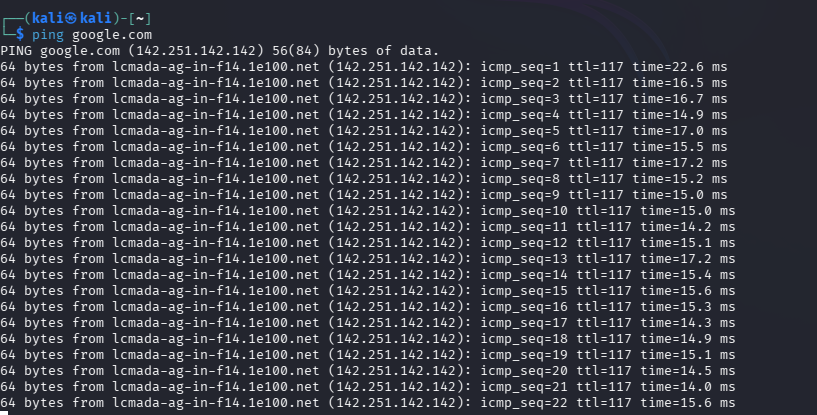 ┌──(kali㉿kali)-[~]
└─$ ping google.com
PING google.com (142.251.142.142) 56(84) bytes of data.
64 bytes from lcmada-ag-in-f14.1e100.net (142.251.142.142): icmp_seq=1 ttl=117 time=22.6 ms
64 bytes from lcmada-ag-in-f14.1e100.net (142.251.142.142): icmp_seq=2 ttl=117 time=16.5 ms
64 bytes from lcmada-ag-in-f14.1e100.net (142.251.142.142): icmp_seq=3 ttl=117 time=16.7 ms
64 bytes from lcmada-ag-in-f14.1e100.net (142.251.142.142): icmp_seq=4 ttl=117 time=14.9 ms
64 bytes from lcmada-ag-in-f14.1e100.net (142.251.142.142): icmp_seq=5 ttl=117 time=17.0 ms
64 bytes from lcmada-ag-in-f14.1e100.net (142.251.142.142): icmp_seq=6 ttl=117 time=15.5 ms
64 bytes from lcmada-ag-in-f14.1e100.net (142.251.142.142): icmp_seq=7 ttl=117 time=17.2 ms
64 bytes from lcmada-ag-in-f14.1e100.net (142.251.142.142): icmp_seq=8 ttl=117 time=15.2 ms
64 bytes from lcmada-ag-in-f14.1e100.net (142.251.142.142): icmp_seq=9 ttl=117 time=15.0 ms
64 bytes from lcmada-ag-in-f14.1e100.net (142.251.142.142): icmp_seq=10 ttl=117 time=15.0 ms
64 bytes from lcmada-ag-in-f14.1e100.net (142.251.142.142): icmp_seq=11 ttl=117 time=14.2 ms
64 bytes from lcmada-ag-in-f14.1e100.net (142.251.142.142): icmp_seq=12 ttl=117 time=15.1 ms
64 bytes from lcmada-ag-in-f14.1e100.net (142.251.142.142): icmp_seq=13 ttl=117 time=17.2 ms
64 bytes from lcmada-ag-in-f14.1e100.net (142.251.142.142): icmp_seq=14 ttl=117 time=15.4 ms
64 bytes from lcmada-ag-in-f14.1e100.net (142.251.142.142): icmp_seq=15 ttl=117 time=15.6 ms
64 bytes from lcmada-ag-in-f14.1e100.net (142.251.142.142): icmp_seq=16 ttl=117 time=15.3 ms
64 bytes from lcmada-ag-in-f14.1e100.net (142.251.142.142): icmp_seq=17 ttl=117 time=14.3 ms
64 bytes from lcmada-ag-in-f14.1e100.net (142.251.142.142): icmp_seq=18 ttl=117 time=14.9 ms
64 bytes from lcmada-ag-in-f14.1e100.net (142.251.142.142): icmp_seq=19 ttl=117 time=15.1 ms
64 bytes from lcmada-ag-in-f14.1e100.net (142.251.142.142): icmp_seq=20 ttl=117 time=14.5 ms
64 bytes from lcmada-ag-in-f14.1e100.net (142.251.142.142): icmp_seq=21 ttl=117 time=14.0 ms
64 bytes from lcmada-ag-in-f14.1e100.net (142.251.142.142): icmp_seq=22 ttl=117 time=15.6 ms